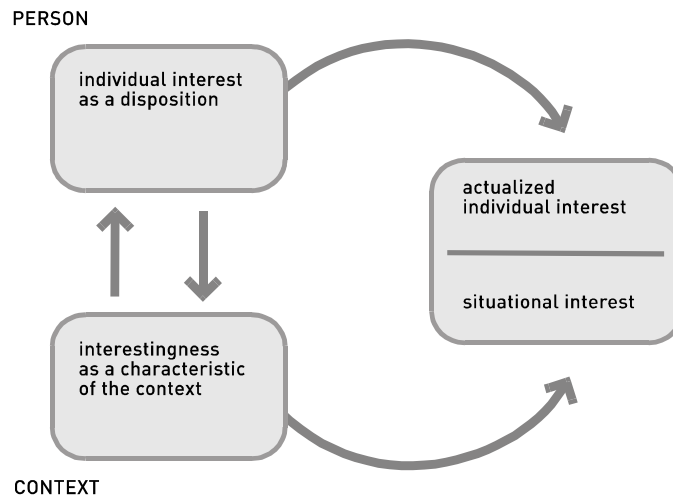 PERSON
individual interest
as a disposition
actualized
individual interest
situational interest
interestingness
as a characteristic
of the context
CONTEXT